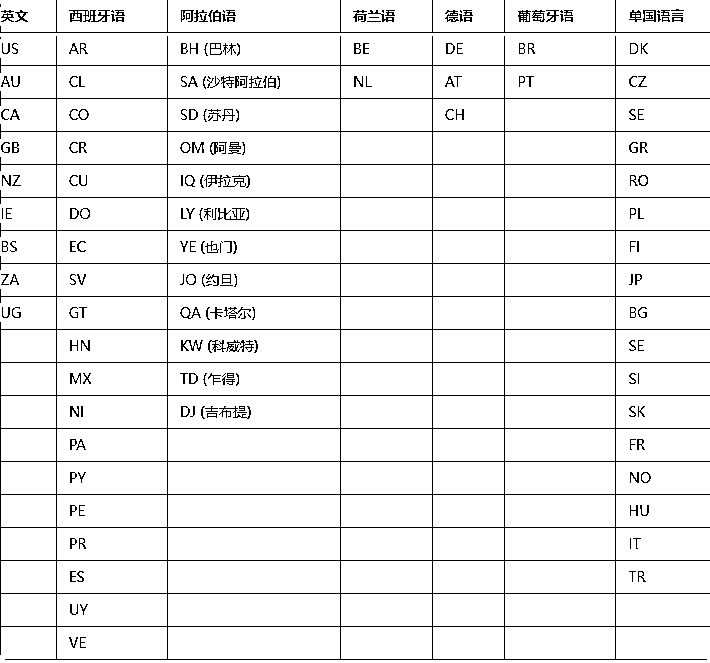 英文 西班牙语 阿拉伯语 荷兰语 德语 葡萄牙语 单国语言
US AR BH (巴林) BE DE BR DK
AU CL SA (沙特阿拉伯) NL AT PT CZ
CA CO SD (苏丹) CH SE
GB CR OM (阿曼) GR
NZ CU IQ (伊拉克) RO
IE DO LY (利比亚) PL
BS EC YE (也门) FI
ZA SV JO (约旦) JP
UG GT QA (卡塔尔) BG
HN KW (科威特) SE
MX TD (乍得) SI
NI DJ (吉布提) SK
PA FR
PY NO
PE HU
PR IT
ES TR
UY
VE